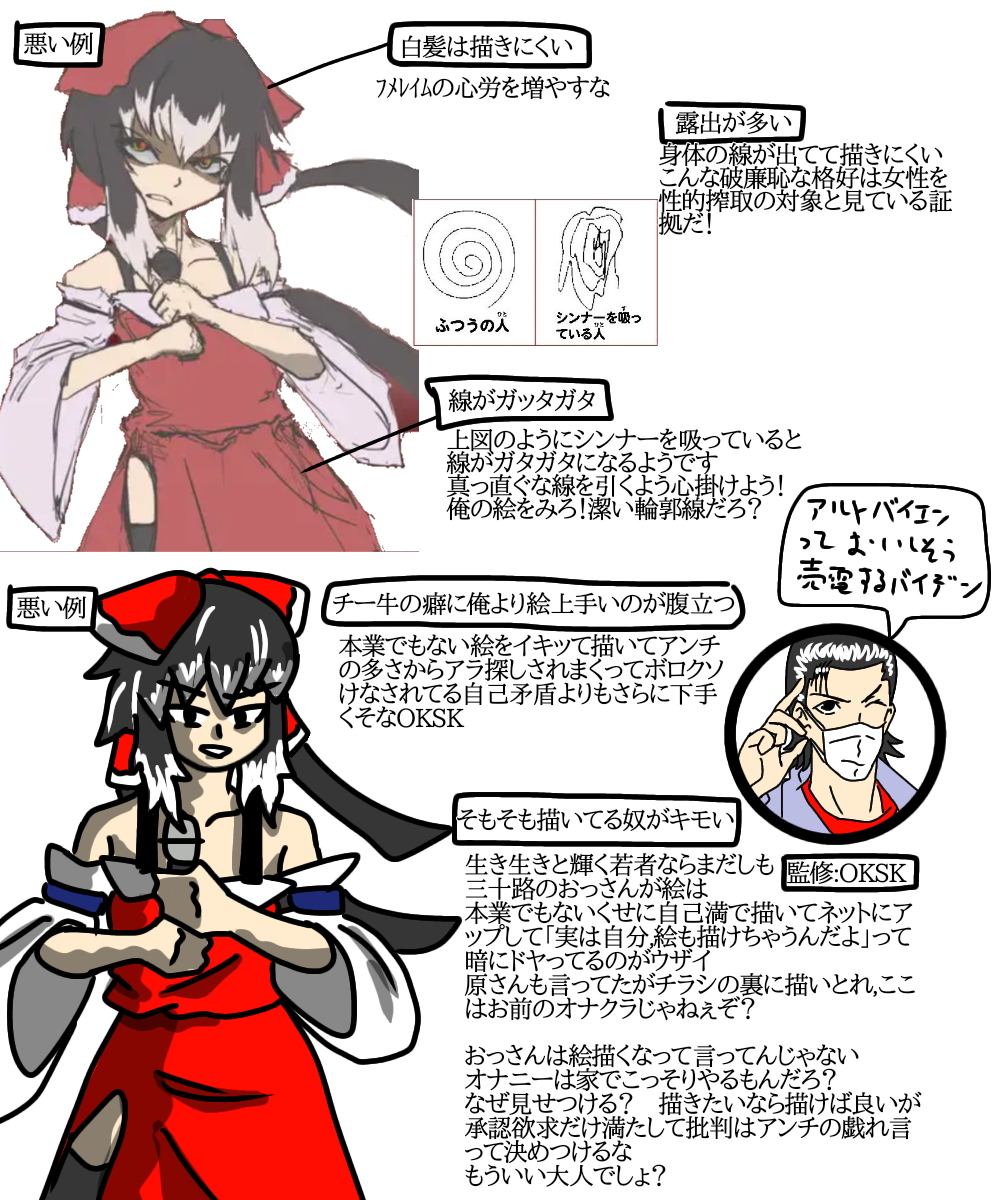 悪い例
白髪は描きにくい
ﾌﾒﾚｲﾑの心労を増やすな
露出が多い
身体の線が出てて描きにくい
こんな破廉恥な格好は女性を
性的搾取の対象と見ている証
拠だ!
ふつうの人
ひと
シンナーを吸っ
す
ている人
ひと
線がガッタガタ
上図のようにシンナーを吸っていると
線がガタガタになるようです
真っ直ぐな線を引くよう心掛けよう!
俺の絵をみろ!潔い輪郭線だろ?
アルトバイエン
って おいしそう
売電するバイデン
悪い例
チー牛の癖に俺より絵上手いのが腹立つ
本業でもない絵をイキッて描いてアンチ
の多さからアラ探しされまくってボロクソ
けなされてる自己矛盾よりもさらに下手
くそなOKSK
そもそも描いてる奴がキモい
監修:OKSK
生き生きと輝く若者ならまだしも
三十路のおっさんが絵は
本業でもないくせに自己満で描いてネットにア
ップして「実は自分,絵も描けちゃうんだよ」って
暗にドヤってるのがウザイ
原さんも言ってたがチラシの裏に描いとれ,ここ
はお前のオナクラじゃねぇぞ?
おっさんは絵描くなって言ってんじゃない
オナニーは家でこっそりやるもんだろ?
なぜ見せつける? 描きたいなら描けば良いが
承認欲求だけ満たして批判はアンチの戯れ言
って決めつけるな
もういい大人でしょ?